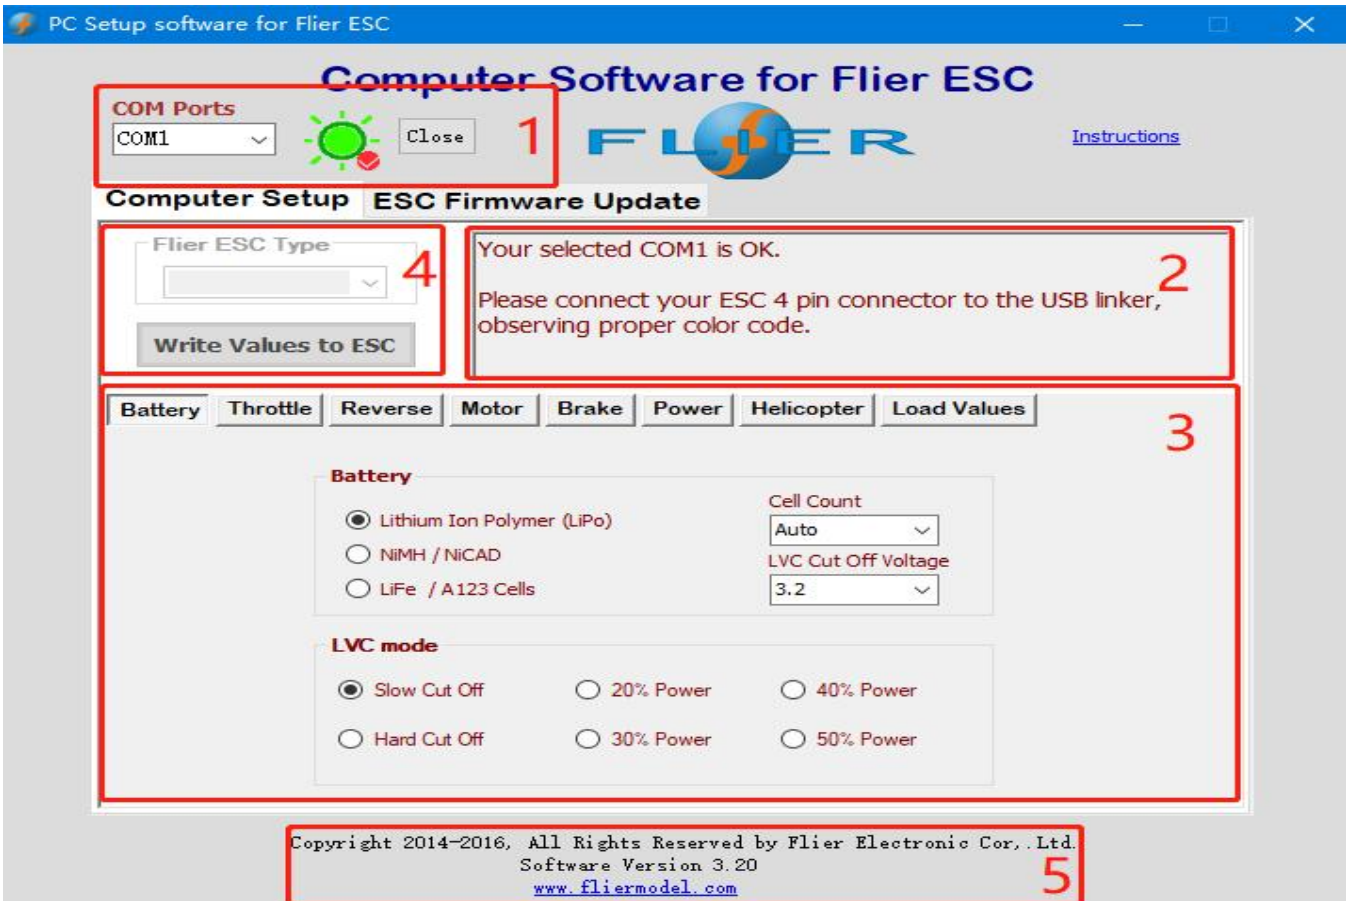 PC Setup software for Flier ESC
Computer Software for Flier ESC
COM Ports
COM1
Close
1
FLIER
Instructions
Computer Setup
ESC Firmware Update
Flier ESC Type
4
Write Values to ESC
Your selected COM1 is OK.
2
Please connect your ESC 4 pin connector to the USB linker,
observing proper color code.
Battery
Throttle
Reverse
Motor
Brake
Power
Helicopter
Load Values
3
Battery
Lithium Ion Polymer (LiPo)
NiMH / NiCAD
LiFe / A123 Cells
Cell Count
Auto
LVC Cut Off Voltage
3.2
LVC mode
Slow Cut Off
20% Power
40% Power
Hard Cut Off
30% Power
50% Power
Copyright 2014-2016, All Rights Reserved by Flier Electronic Cor,.Ltd.
Software Version 3.20
www.fliermodel.com
5